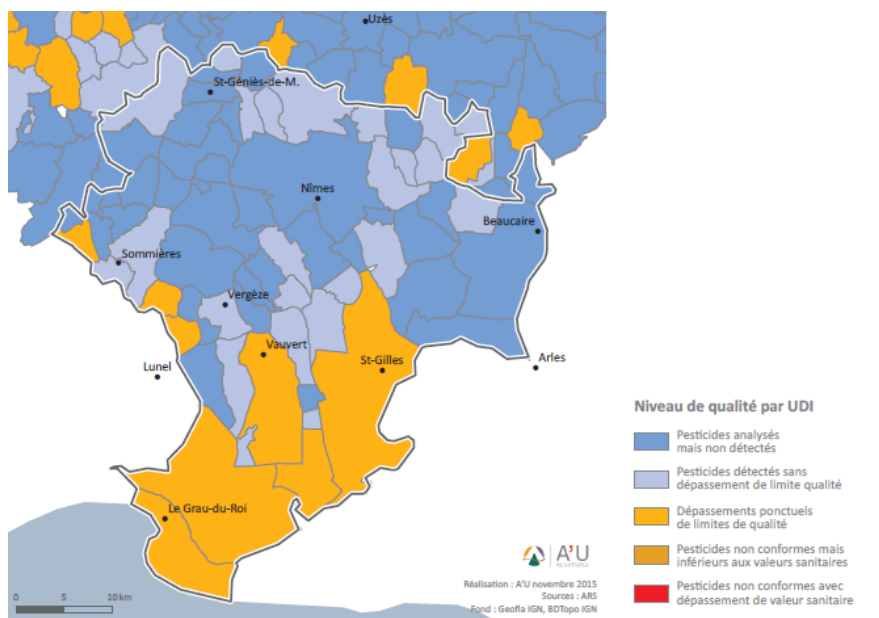 Uzès
St-Géniès-de-M.
Nîmes
Beaucaire
Sommières
Vergèze
Vauvert
St-Gilles
Arles
Lunel
Le Grau-du-Roi
Niveau de qualité par UDI
Pesticides analysés
mais non détectés
Pesticides détectés sans
dépassement de limite qualité
Dépassements ponctuels
de limites de qualité
Pesticides non conformes mais
inférieurs aux valeurs sanitaires
Pesticides non conformes avec
dépassement de valeur sanitaire
A'U
Réalisation : A'U novembre 2015
Sources : ARS
Fond : Geofla IGN, BDTopo IGN
0 5 10 km